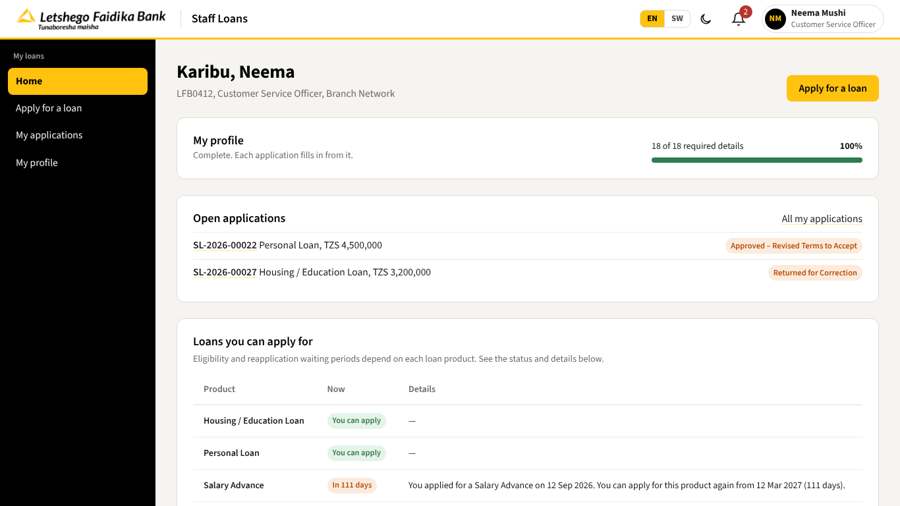 Letshego Faidika Bank
Tunaboresha maisha
Staff Loans
EN SW
2
NM
Neema Mushi
Customer Service Officer
My loans
Home
Apply for a loan
My applications
My profile
Karibu, Neema
LFB0412, Customer Service Officer, Branch Network
Apply for a loan
My profile
Complete. Each application fills in from it.
18 of 18 required details 100%
Open applications
All my applications
SL-2026-00022 Personal Loan, TZS 4,500,000
Approved – Revised Terms to Accept
SL-2026-00027 Housing / Education Loan, TZS 3,200,000
Returned for Correction
Loans you can apply for
Eligibility and reapplication waiting periods depend on each loan product. See the status and details below.
Product Now Details
Housing / Education Loan You can apply —
Personal Loan You can apply —
Salary Advance In 111 days You applied for a Salary Advance on 12 Sep 2026. You can apply for this product again from 12 Mar 2027 (111 days).